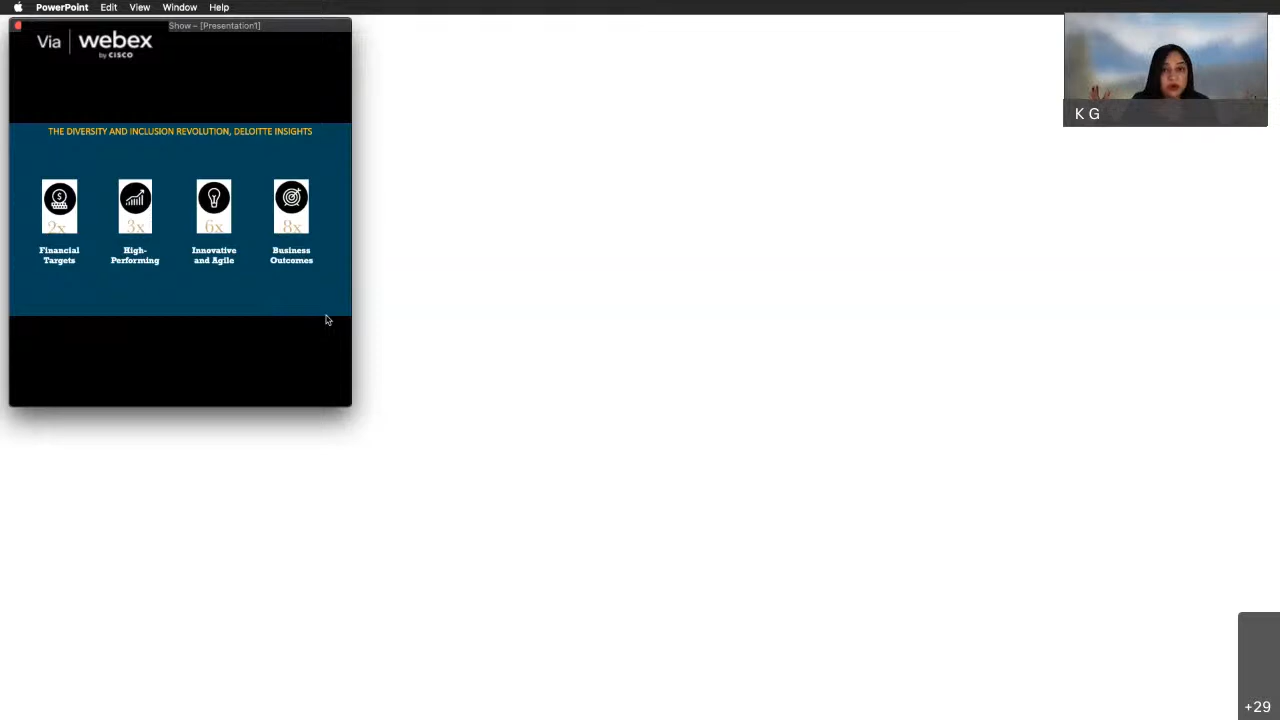 PowerPoint Edit View Window Help
Show – [Presentation1]
Via webex
by CISCO
THE DIVERSITY AND INCLUSION REVOLUTION, DELOITTE INSIGHTS
$
2x 3x 6x 8x
Financial Targets
High-Performing
Innovative and Agile
Business Outcomes
K G
+29